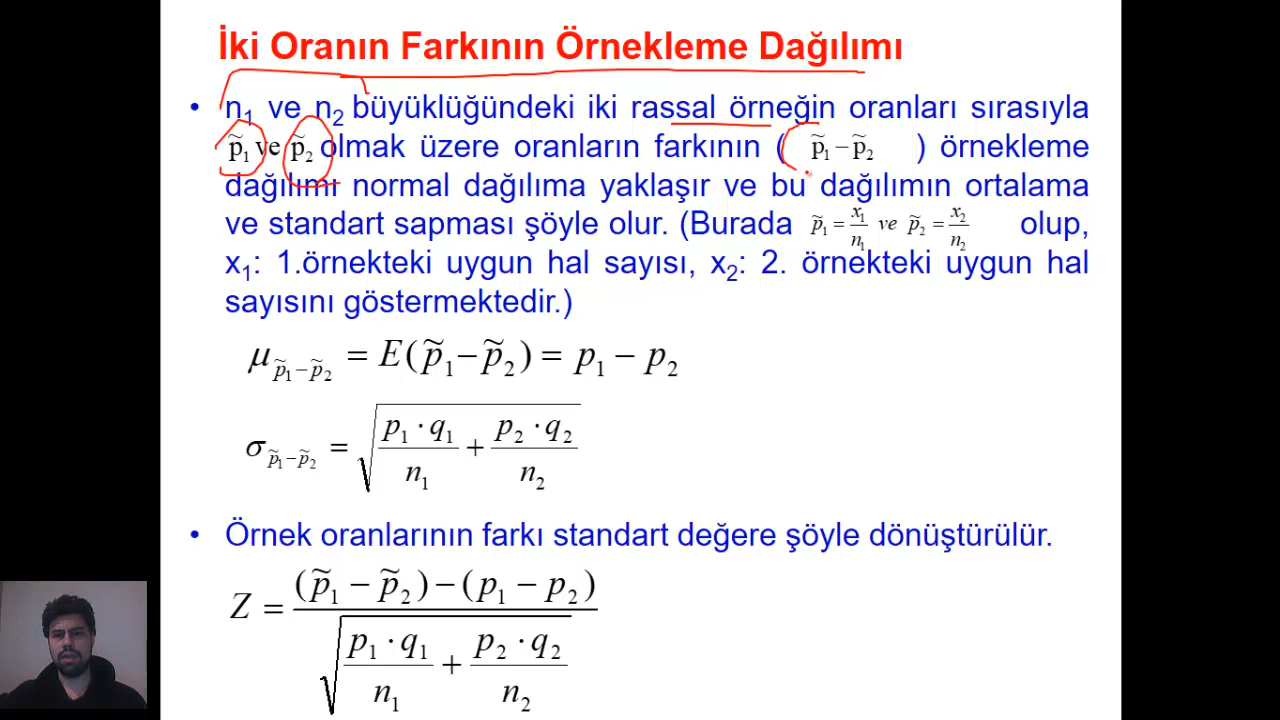 İki Oranın Farkının Örnekleme Dağılımı
• n₁ ve n₂ büyüklüğündeki iki rassal örneğin oranları sırasıyla
p̃₁ ve p̃₂ olmak üzere oranların farkının ( p̃₁ − p̃₂ ) örnekleme
dağılımı normal dağılıma yaklaşır ve bu dağılımın ortalama
ve standart sapması şöyle olur. (Burada p̃₁ = x₁/n₁ ve p̃₂ = x₂/n₂ olup,
x₁: 1.örnekteki uygun hal sayısı, x₂: 2. örnekteki uygun hal
sayısını göstermektedir.)
μ p̃₁−p̃₂ = E(p̃₁−p̃₂) = p₁ − p₂
σ p̃₁−p̃₂ = √(p₁·q₁/n₁ + p₂·q₂/n₂)
• Örnek oranlarının farkı standart değere şöyle dönüştürülür.
Z = ((p̃₁ − p̃₂) − (p₁ − p₂)) / √(p₁·q₁/n₁ + p₂·q₂/n₂)